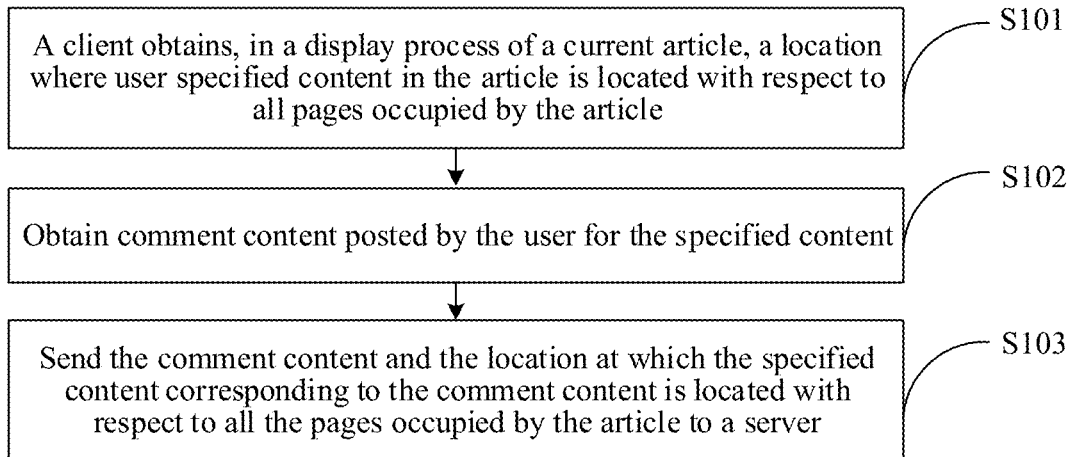 S101
A client obtains, in a display process of a current article, a location
where user specified content in the article is located with respect to
all pages occupied by the article
S102
Obtain comment content posted by the user for the specified content
S103
Send the comment content and the location at which the specified
content corresponding to the comment content is located with
respect to all the pages occupied by the article to a server